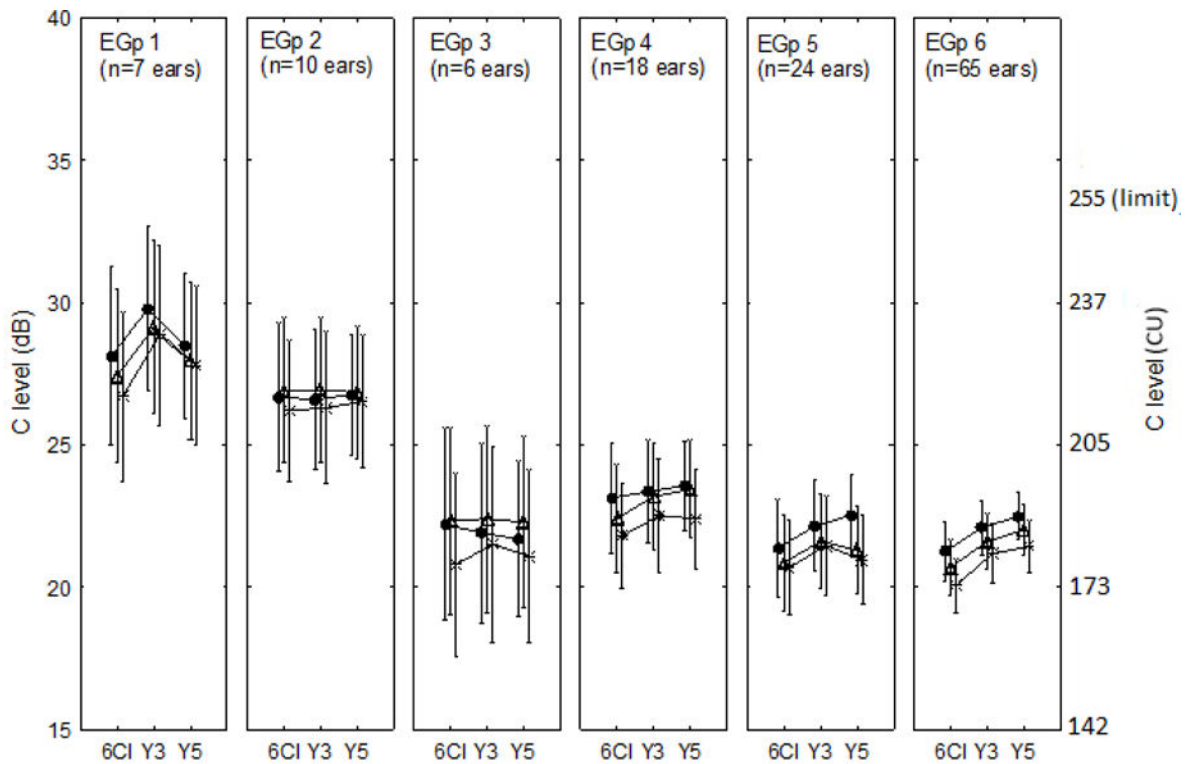 40
35
30
25
20
15
C level (dB)
EGp 1
(n=7 ears)
EGp 2
(n=10 ears)
EGp 3
(n=6 ears)
EGp 4
(n=18 ears)
EGp 5
(n=24 ears)
EGp 6
(n=65 ears)
255 (limit)
237
205
173
142
C level (CU)
6CI Y3 Y5
6CI Y3 Y5
6CI Y3 Y5
6CI Y3 Y5
6CI Y3 Y5
6CI Y3 Y5